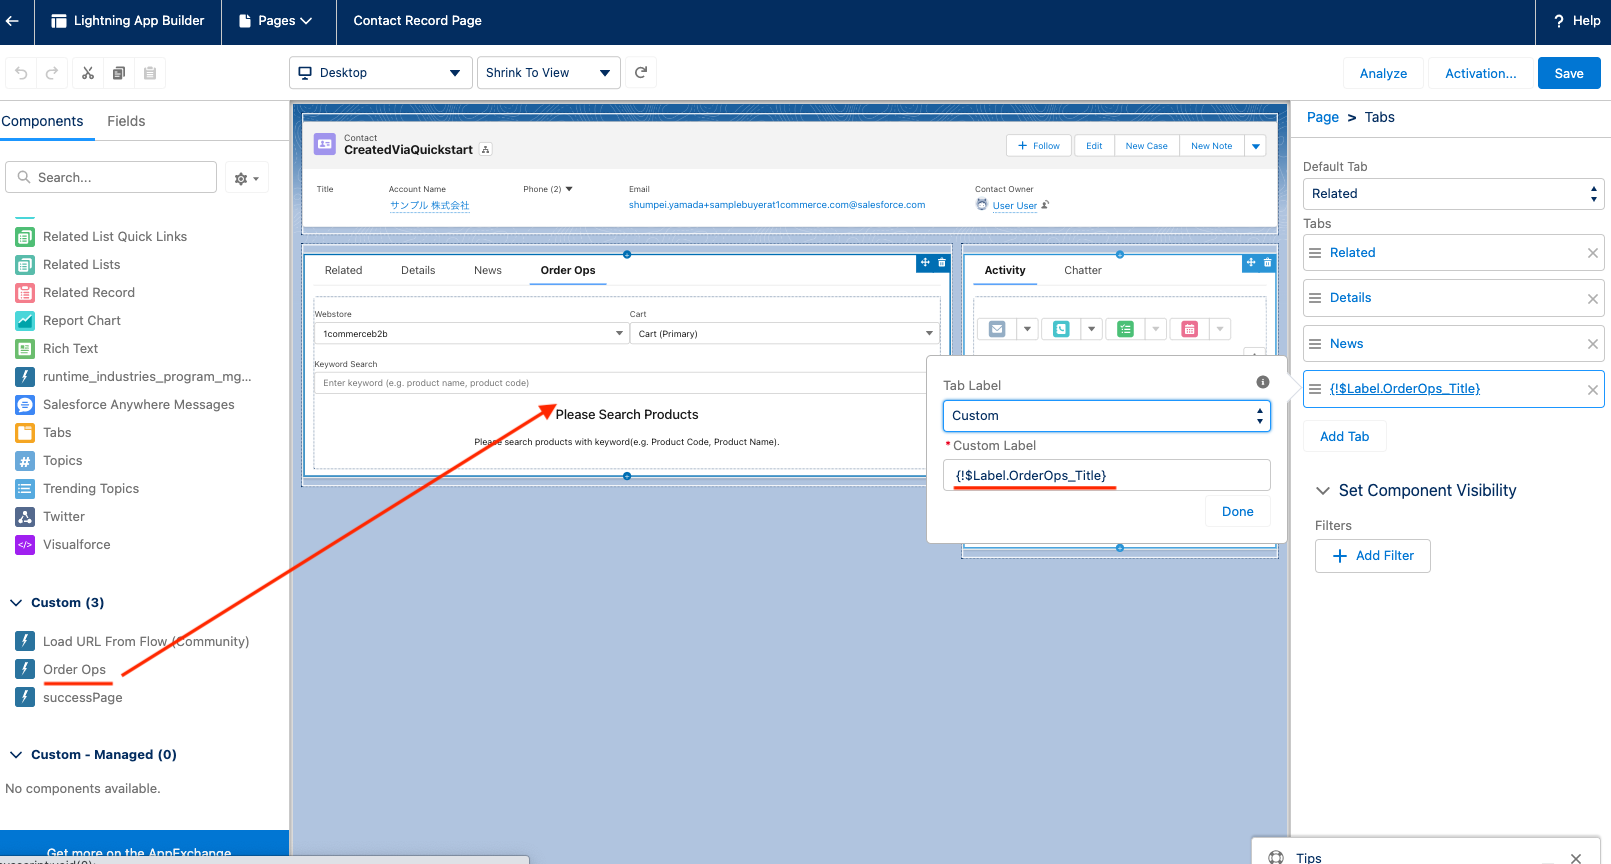 Lightning App Builder
Pages
Contact Record Page
? Help
Desktop
Shrink To View
Analyze
Activation...
Save
Components
Fields
Search...
Related List Quick Links
Related Lists
Related Record
Report Chart
Rich Text
runtime_industries_program_mg...
Salesforce Anywhere Messages
Tabs
Topics
Trending Topics
Twitter
Visualforce
Custom (3)
Load URL From Flow (Community)
Order Ops
successPage
Custom - Managed (0)
No components available.
Get more on the AppExchange
Contact
CreatedViaQuickstart
Follow
Edit
New Case
New Note
Title
Account Name
Phone (2)
Email
Contact Owner
サンプル 株式会社
shumpei.yamada+samplebuyerat1commerce.com@salesforce.com
User User
Related
Details
News
Order Ops
Webstore
Cart
1commerceb2b
Cart (Primary)
Keyword Search
Enter keyword (e.g. product name, product code)
Please Search Products
Please search products with keyword(e.g. Product Code, Product Name).
Activity
Chatter
Tab Label
Custom
*Custom Label
{!$Label.OrderOps_Title}
Done
Page > Tabs
Default Tab
Related
Tabs
Related
Details
News
{!$Label.OrderOps_Title}
Add Tab
Set Component Visibility
Filters
Add Filter
Tips